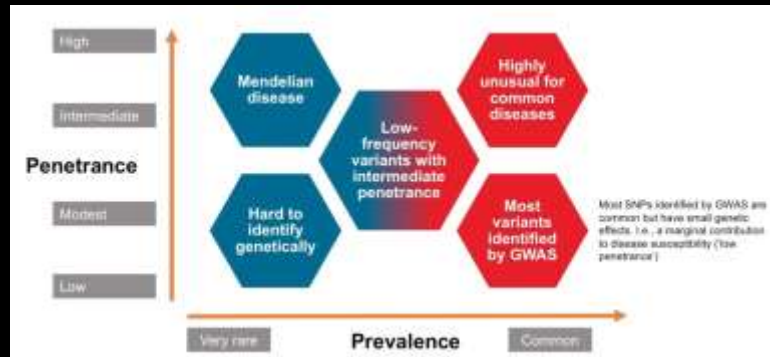 High
Intermediate
Penetrance
Modest
Low
Mendelian
disease
Highly
unusual for
common
diseases
Low-
frequency
variants with
intermediate
penetrance
Hard to
identify
genetically
Most
variants
identified
by GWAS
Most SNPs identified by GWAS are
common but have small genetic
effects. I.e., a marginal contribution
to disease susceptibility ('low
penetrance')
Very rare
Prevalence
Common